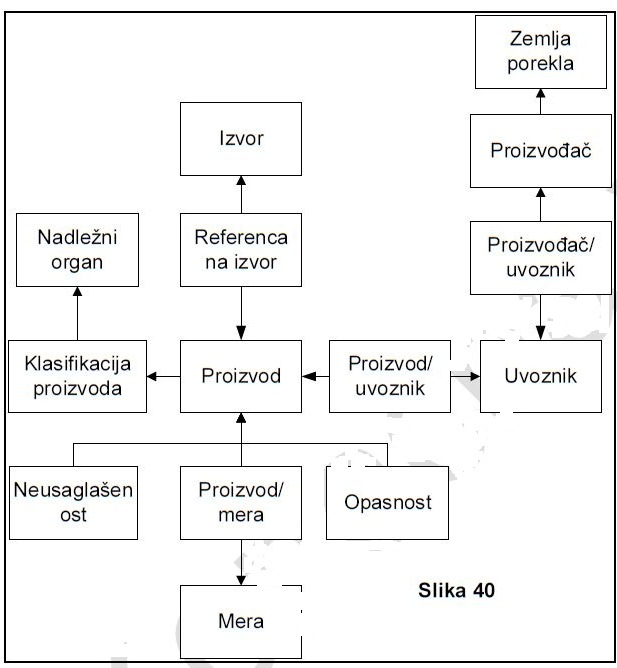 Zemlja
porekla
Izvor
Proizvođač
Nadležni
organ
Referenca
na izvor
Proizvođač/
uvoznik
Klasifikacija
proizvoda
Proizvod
Proizvod/
uvoznik
Uvoznik
Neusaglašen
ost
Proizvod/
mera
Opasnost
Mera
Slika 40